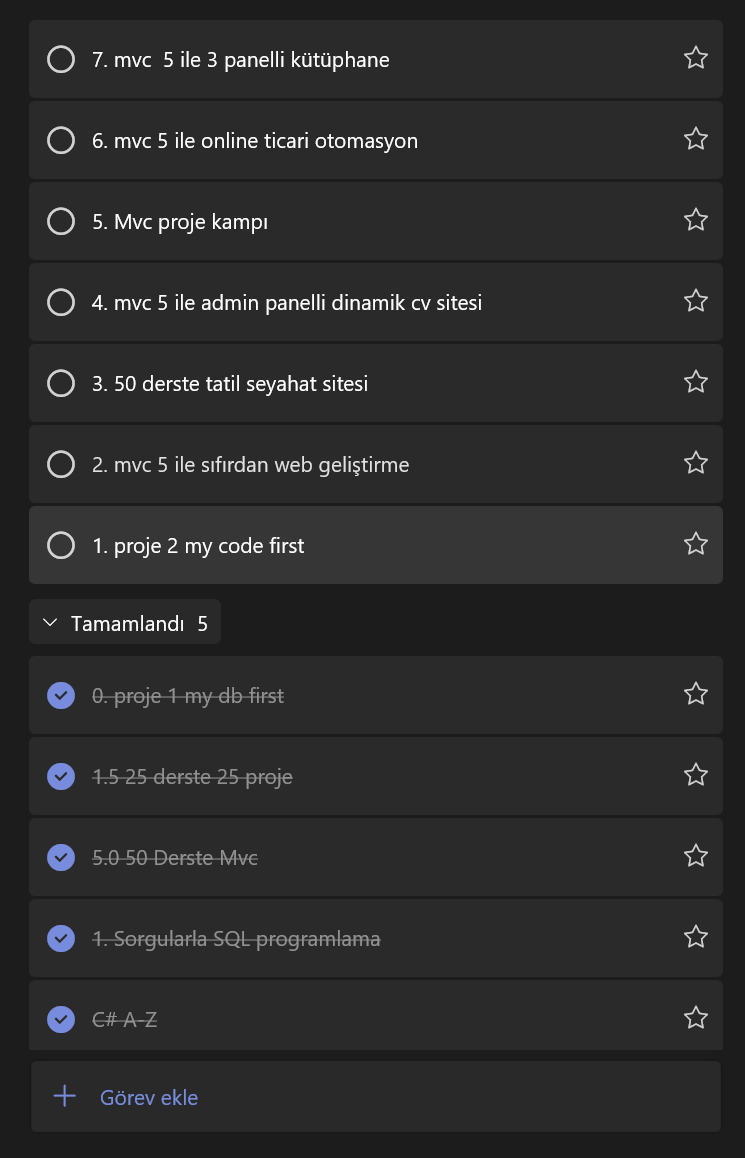 7. mvc  5 ile 3 panelli kütüphane
6. mvc 5 ile online ticari otomasyon
5. Mvc proje kampı
4. mvc 5 ile admin panelli dinamik cv sitesi
3. 50 derste tatil seyahat sitesi
2. mvc 5 ile sıfırdan web geliştirme
1. proje 2 my code first
Tamamlandı 5
0. proje 1 my db first
1.5 25 derste 25 proje
5.0 50 Derste Mvc
1. Sorgularla SQL programlama
C# A-Z
Görev ekle